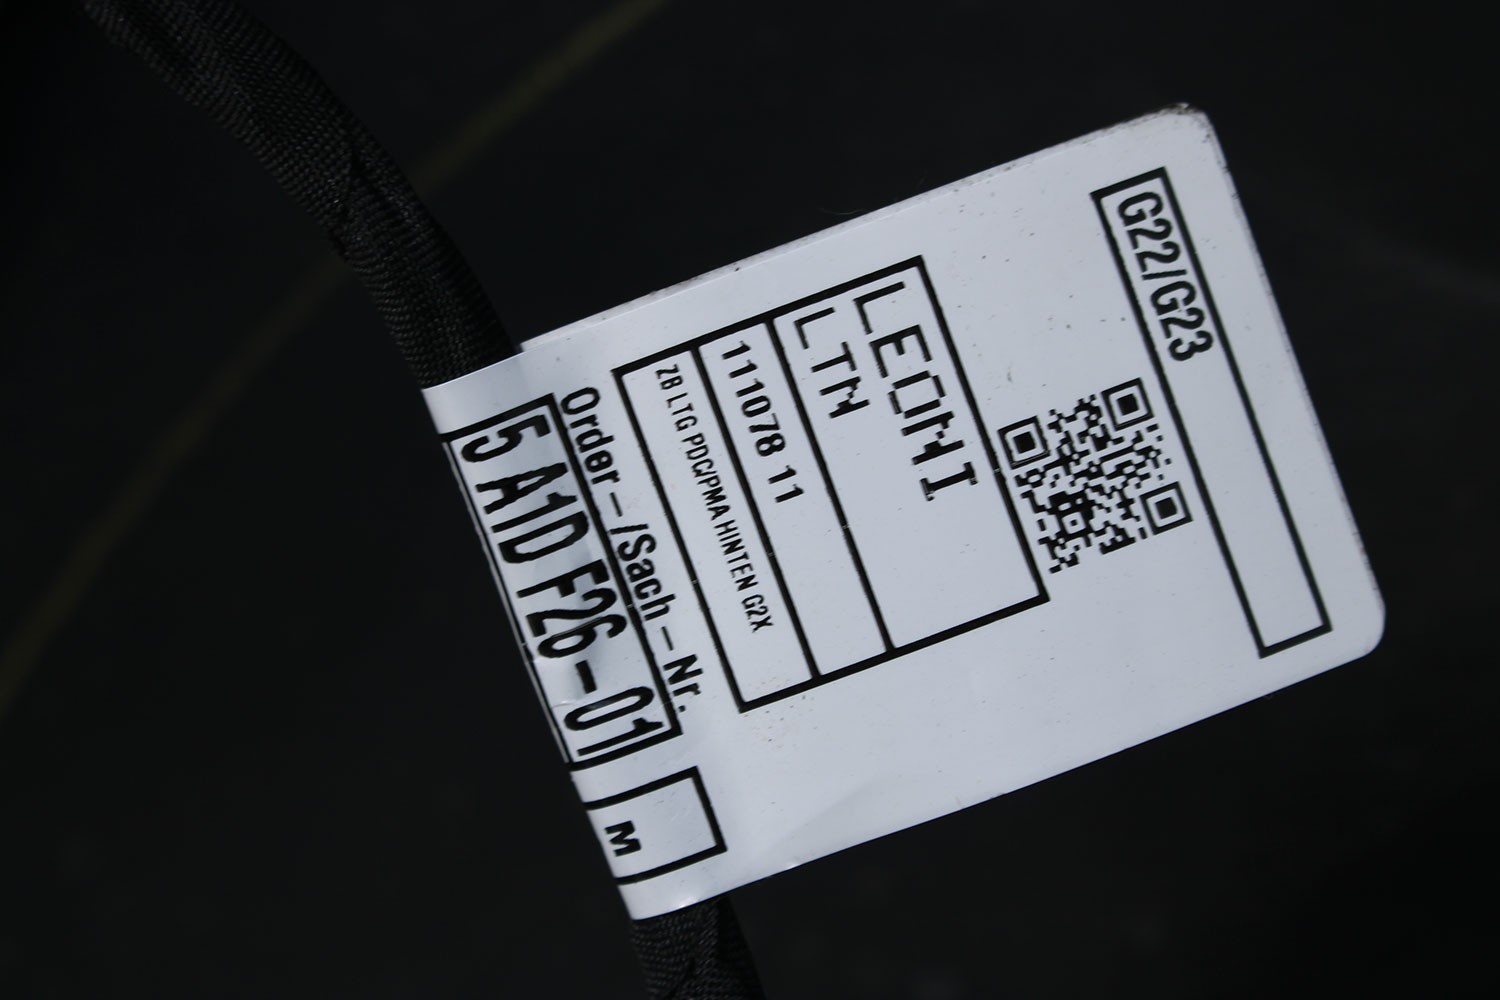 G22/G23
LEONI
LTN
111078 11
ZB LTG PDC/PMA HINTEN G2X
Order-/Sach-Nr.
5 A1D F26-01
M